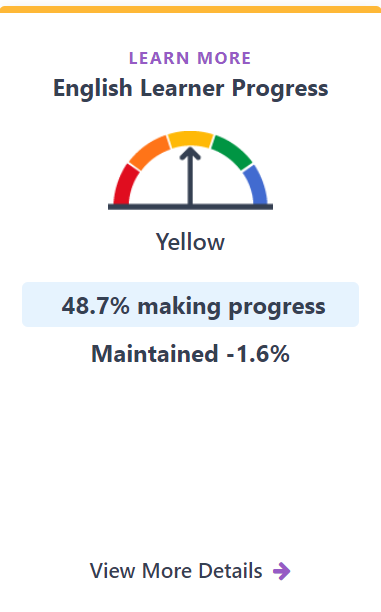 LEARN MORE
English Learner Progress
Yellow
48.7% making progress
Maintained -1.6%
View More Details